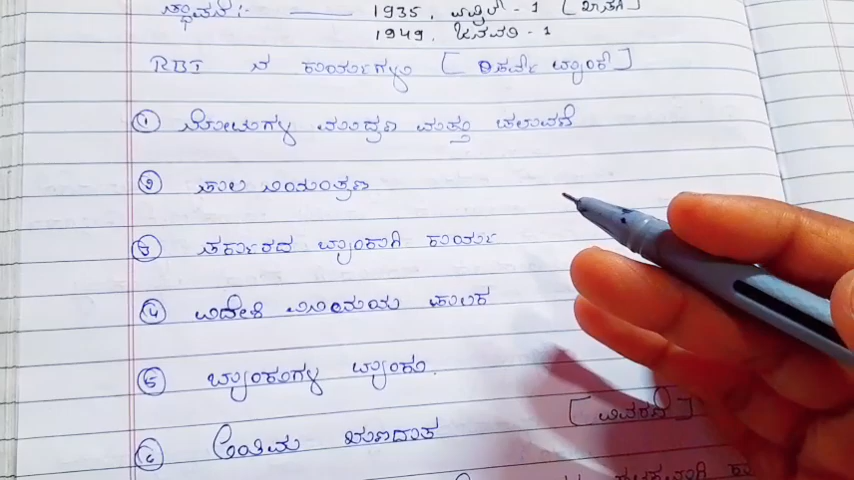 ಸ್ಥಾಪನೆ:- —— 1935, ಏಪ್ರಿಲ್ - 1 [ಖಾಸಗಿ]
1949, ಜನವರಿ - 1
RBI ನ ಕಾರ್ಯಗಳು [ರಿಸರ್ವ್ ಬ್ಯಾಂಕ್]
① ನೋಟುಗಳ ಮುದ್ರಣ ಮತ್ತು ಚಲಾವಣೆ
② ಸಾಲ ನಿಯಂತ್ರಣ
③ ಸರ್ಕಾರದ ಬ್ಯಾಂಕಾಗಿ ಕಾರ್ಯ
④ ವಿದೇಶಿ ವಿನಿಮಯ ಪಾಲಕ
⑤ ಬ್ಯಾಂಕುಗಳ ಬ್ಯಾಂಕು.
⑥ ಅಂತಿಮ ಋಣದಾತ [ವಿವರಣೆ]